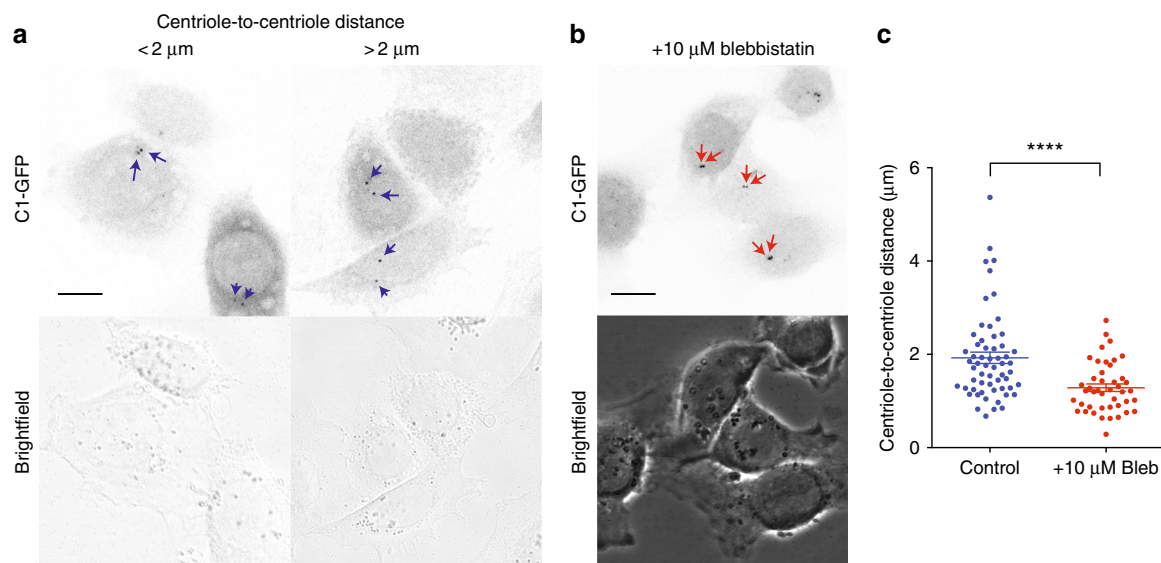 a
Centriole-to-centriole distance
< 2 μm
> 2 μm
C1-GFP
Brightfield
b
+10 μM blebbistatin
C1-GFP
Brightfield
c
****
Centriole-to-centriole distance (μm)
6
4
2
0
Control
+10 μM Bleb